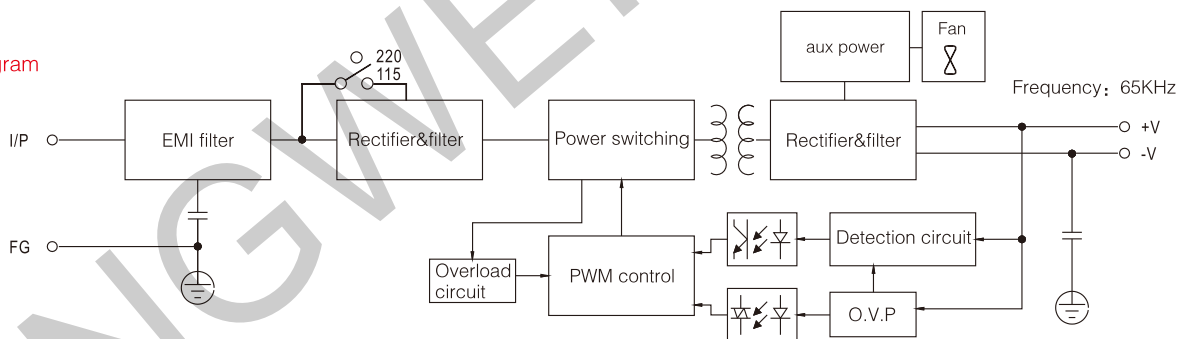 gram
220
115
aux power
Fan
Frequency: 65KHz
I/P
EMI filter
Rectifier&filter
Power switching
Rectifier&filter
+V
-V
FG
Overload
circuit
PWM control
Detection circuit
O.V.P
NGWE